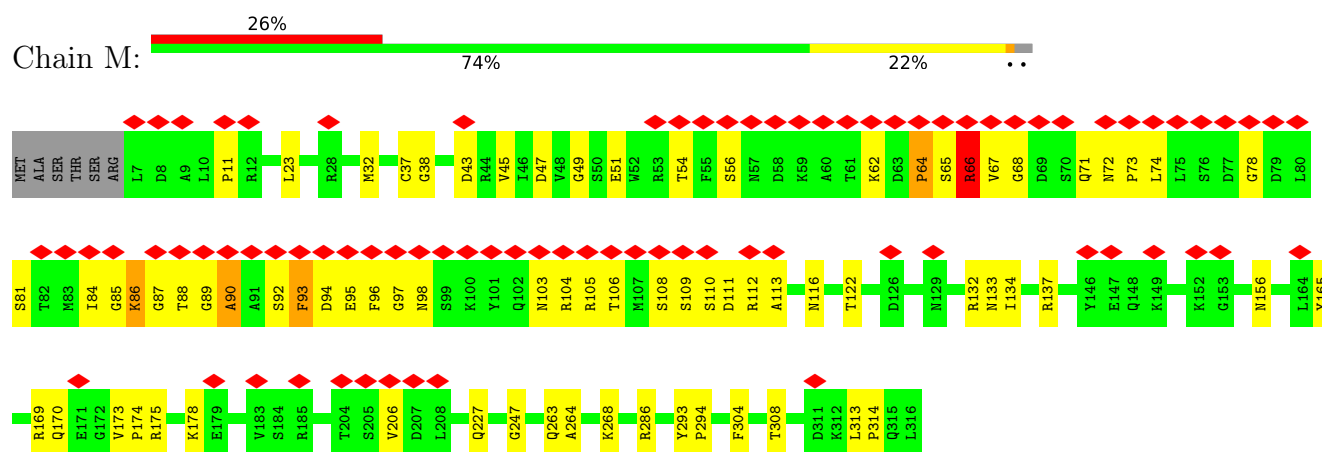 26%
Chain M:
74% 22% • •
MET ALA SER THR SER ARG L7 D8 A9 L10 P11 R12 L23 R28 M32 C37 G38 D43 R44 V45 I46 D47 V48 G49 S50 E51 W52 R53 T54 F55 S56 N57 D58 K59 A60 T61 K62 D63 P64 S65 R66 V67 G68 D69 S70 Q71 N72 P73 L74 L75 S76 D77 G78 D79 L80
S81 T82 M83 I84 G85 K86 G87 T88 G89 A90 A91 S92 F93 D94 E95 F96 G97 N98 S99 K100 Y101 Q102 N103 R104 R105 T106 M107 S108 S109 S110 D111 R112 A113 N116 T122 D126 N129 R132 N133 I134 R137 Y146 E147 Q148 K149 K152 G153 N156 L164 Y165
R169 Q170 E171 G172 V173 P174 R175 K178 E179 V183 S184 R185 T204 S205 V206 D207 L208 Q227 G247 Q263 A264 K268 R286 Y293 P294 F304 T308 D311 K312 L313 P314 Q315 L316